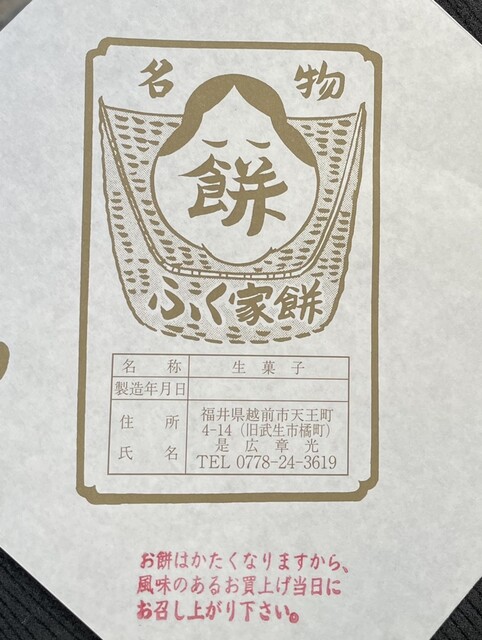 名物
餅
ふく家餅
名称 生菓子
製造年月日
住所 福井県越前市天王町
4-14（旧武生市橘町）
氏名 是広章光
TEL 0778-24-3619
お餅はかたくなりますから、
風味のあるお買上げ当日に
お召し上がり下さい。